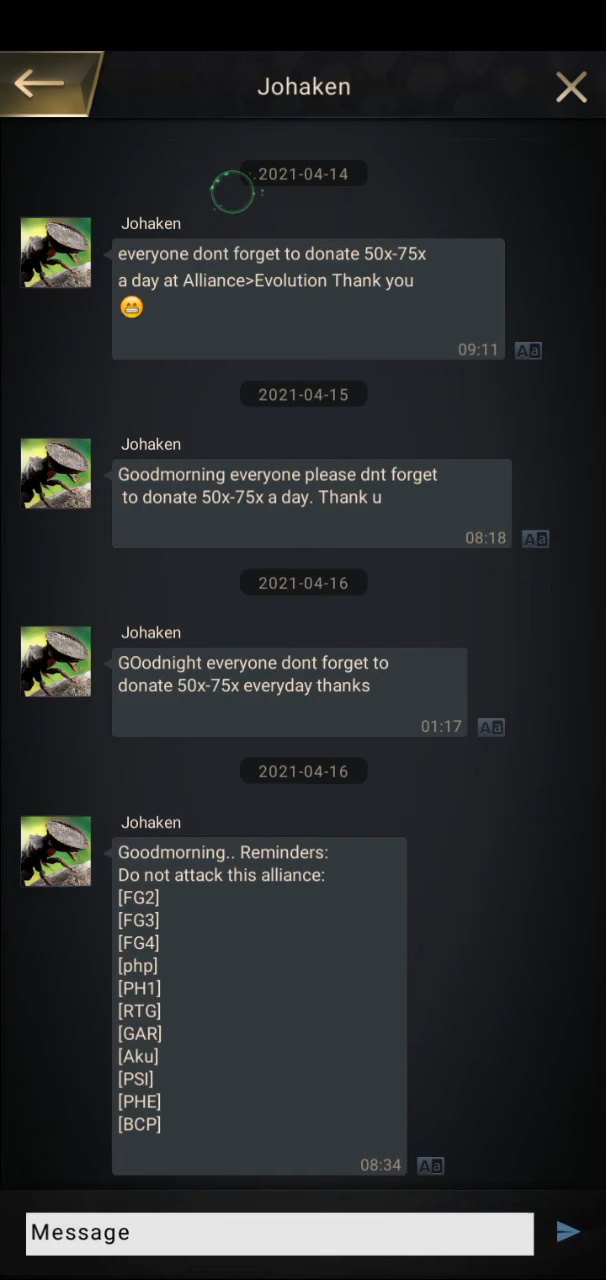 Johaken
2021-04-14
Johaken
everyone dont forget to donate 50x-75x
a day at Alliance>Evolution Thank you
😁
09:11
Aa
2021-04-15
Johaken
Goodmorning everyone please dnt forget
to donate 50x-75x a day. Thank u
08:18
Aa
2021-04-16
Johaken
GOodnight everyone dont forget to
donate 50x-75x everyday thanks
01:17
Aa
2021-04-16
Johaken
Goodmorning.. Reminders:
Do not attack this alliance:
[FG2]
[FG3]
[FG4]
[php]
[PH1]
[RTG]
[GAR]
[Aku]
[PSI]
[PHE]
[BCP]
08:34
Aa
Message